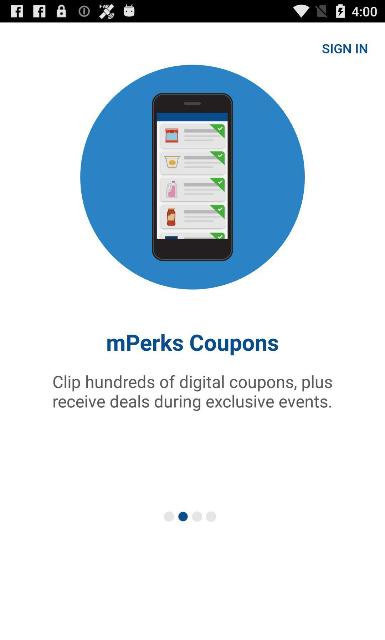 4:00
SIGN IN
mPerks Coupons
Clip hundreds of digital coupons, plus
receive deals during exclusive events.